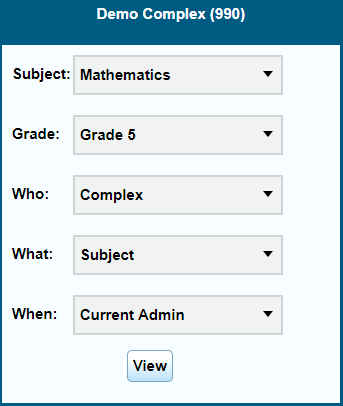 Demo Complex (990)
Subject: Mathematics
Grade: Grade 5
Who: Complex
What: Subject
When: Current Admin
View